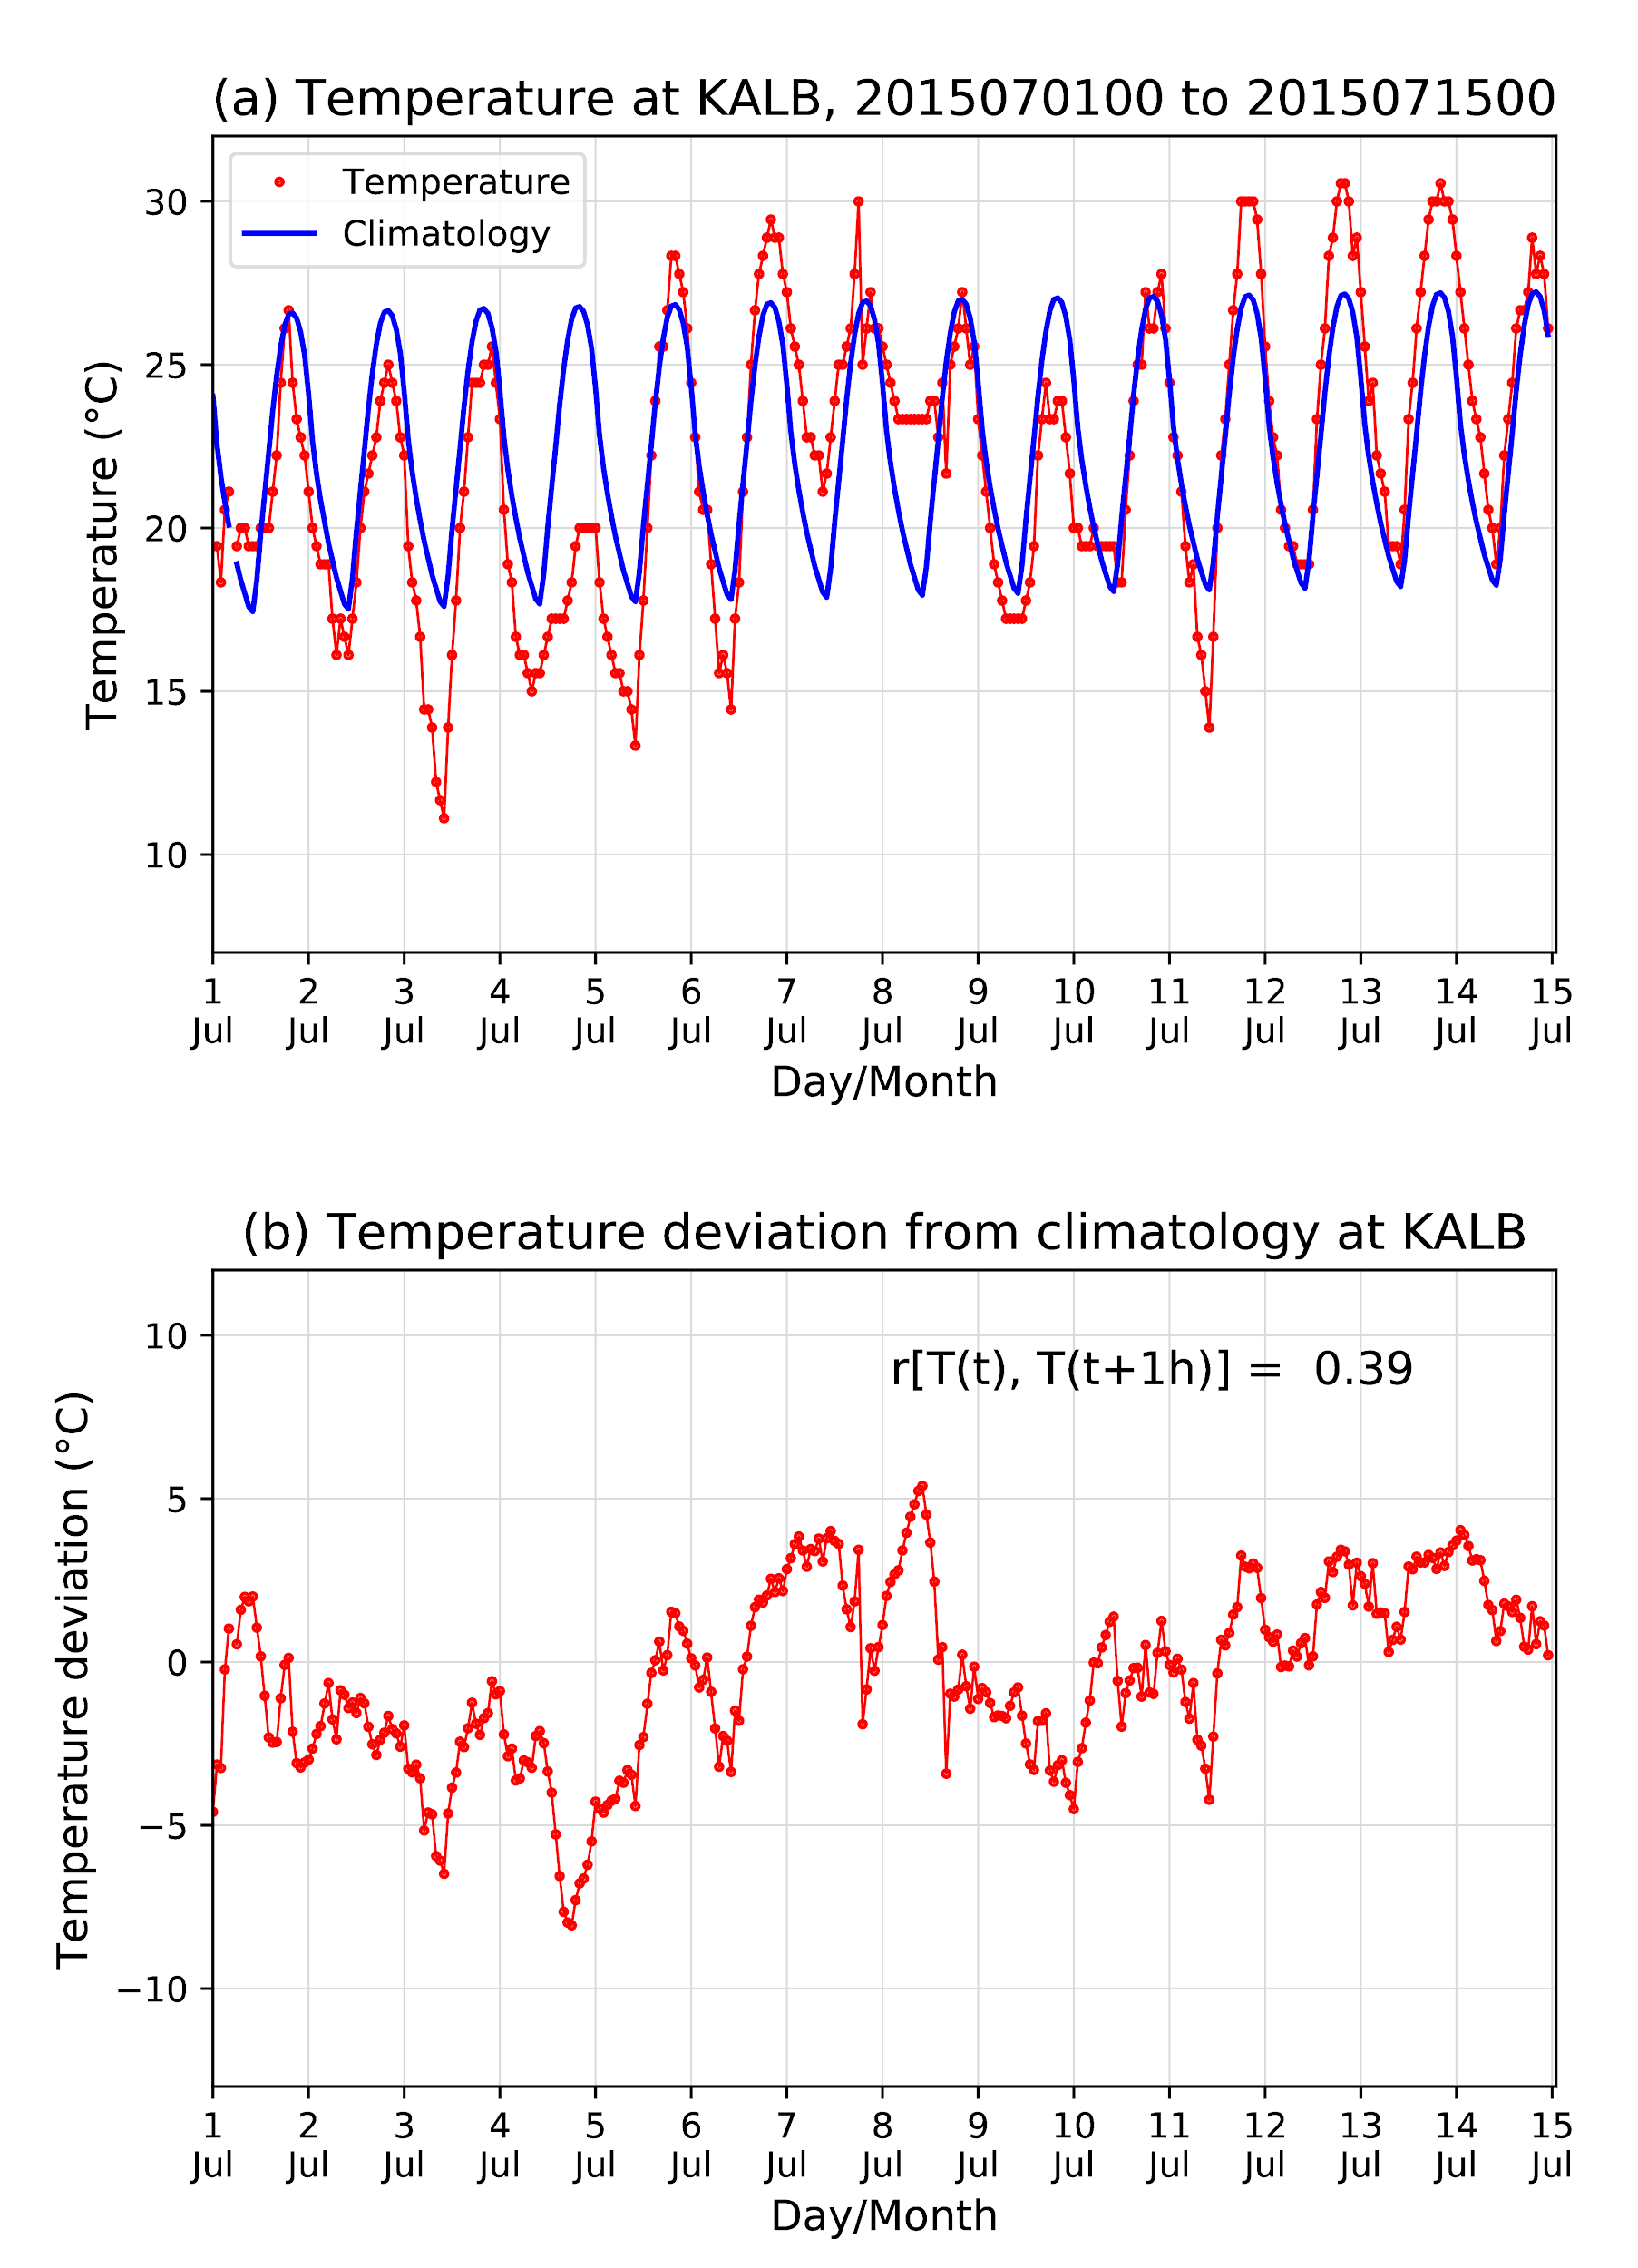 (a) Temperature at KALB, 2015070100 to 2015071500
Temperature
Climatology
Temperature (°C)
30
25
20
15
10
1 2 3 4 5 6 7 8 9 10 11 12 13 14 15
Jul Jul Jul Jul Jul Jul Jul Jul Jul Jul Jul Jul Jul Jul Jul
Day/Month
(b) Temperature deviation from climatology at KALB
r[T(t), T(t+1h)] = 0.39
Temperature deviation (°C)
10
5
0
−5
−10
1 2 3 4 5 6 7 8 9 10 11 12 13 14 15
Jul Jul Jul Jul Jul Jul Jul Jul Jul Jul Jul Jul Jul Jul Jul
Day/Month